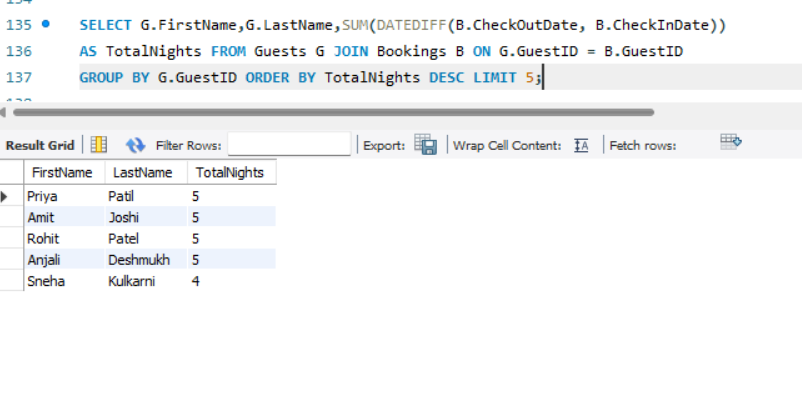 135 SELECT G.FirstName,G.LastName,SUM(DATEDIFF(B.CheckOutDate, B.CheckInDate))
136 AS TotalNights FROM Guests G JOIN Bookings B ON G.GuestID = B.GuestID
137 GROUP BY G.GuestID ORDER BY TotalNights DESC LIMIT 5;
Result Grid Filter Rows: Export: Wrap Cell Content: IA Fetch rows:
FirstName LastName TotalNights
Priya Patil 5
Amit Joshi 5
Rohit Patel 5
Anjali Deshmukh 5
Sneha Kulkarni 4